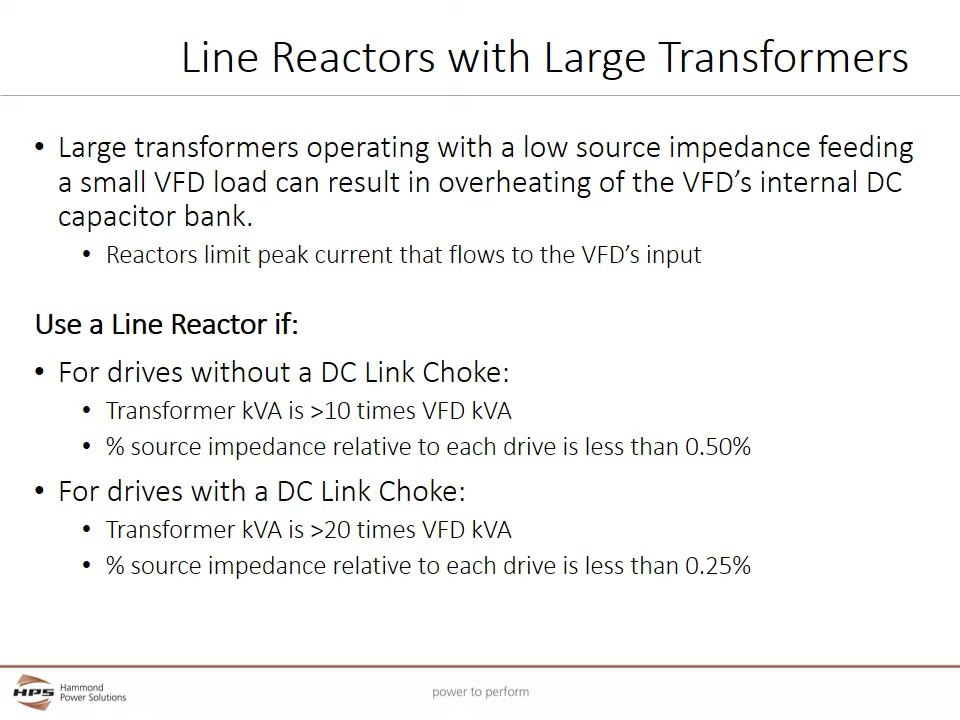 Line Reactors with Large Transformers
• Large transformers operating with a low source impedance feeding
a small VFD load can result in overheating of the VFD's internal DC
capacitor bank.
• Reactors limit peak current that flows to the VFD's input
Use a Line Reactor if:
• For drives without a DC Link Choke:
• Transformer kVA is >10 times VFD kVA
• % source impedance relative to each drive is less than 0.50%
• For drives with a DC Link Choke:
• Transformer kVA is >20 times VFD kVA
• % source impedance relative to each drive is less than 0.25%
HPS
Hammond
Power Solutions
power to perform